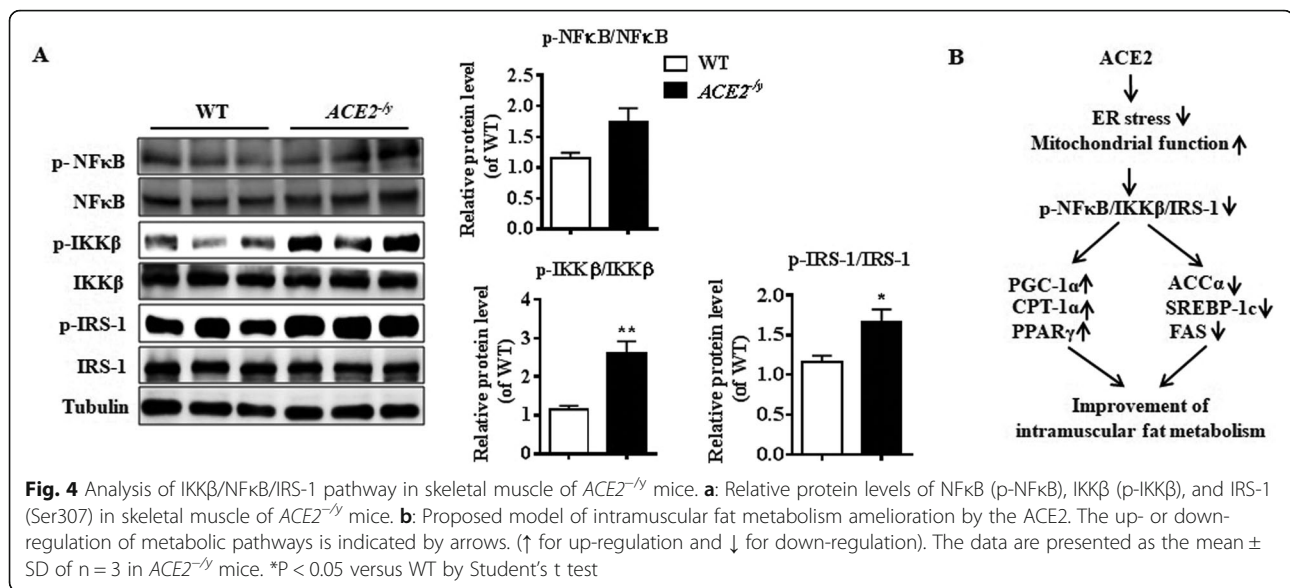 A
WT
ACE2-/y
p- NFκB
NFκB
p-IKKβ
IKKβ
p-IRS-1
IRS-1
Tubulin
p-NFκB/NFκB
WT
ACE2-/y
Relative protein level
(of WT)
2.5
2.0
1.5
1.0
0.5
0.0
p-IKKβ/IKKβ
Relative protein level
(of WT)
4
3
2
1
0
**
p-IRS-1/IRS-1
Relative protein level
(of WT)
2.0
1.5
1.0
0.5
0.0
*
B
ACE2
ER stress ↓
Mitochondrial function ↑
p-NFκB/IKKβ/IRS-1 ↓
PGC-1α ↑
CPT-1α ↑
PPARγ ↑
ACCα ↓
SREBP-1c ↓
FAS ↓
Improvement of
intramuscular fat metabolism
Fig. 4 Analysis of IKKβ/NFκB/IRS-1 pathway in skeletal muscle of ACE2−/y mice. a: Relative protein levels of NFκB (p-NFκB), IKKβ (p-IKKβ), and IRS-1
(Ser307) in skeletal muscle of ACE2−/y mice. b: Proposed model of intramuscular fat metabolism amelioration by the ACE2. The up- or down-
regulation of metabolic pathways is indicated by arrows. (↑ for up-regulation and ↓ for down-regulation). The data are presented as the mean ±
SD of n = 3 in ACE2−/y mice. *P < 0.05 versus WT by Student's t test